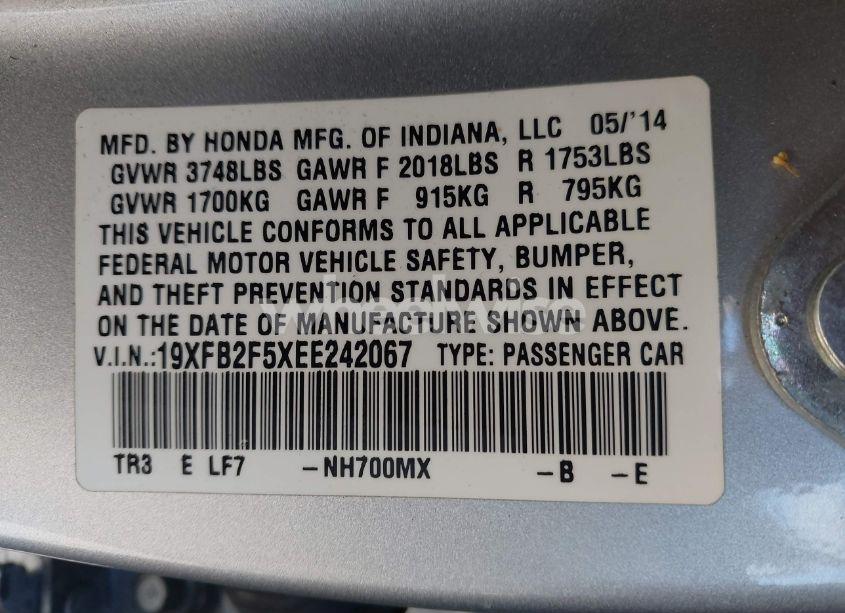 MFD. BY HONDA MFG. OF INDIANA, LLC 05/'14
GVWR 3748LBS GAWR F 2018LBS R 1753LBS
GVWR 1700KG GAWR F 915KG R 795KG
THIS VEHICLE CONFORMS TO ALL APPLICABLE
FEDERAL MOTOR VEHICLE SAFETY, BUMPER,
AND THEFT PREVENTION STANDARDS IN EFFECT
ON THE DATE OF MANUFACTURE SHOWN ABOVE.
V.I.N.:19XFB2F5XEE242067 TYPE: PASSENGER CAR
TR3 E LF7 -NH700MX -B -E